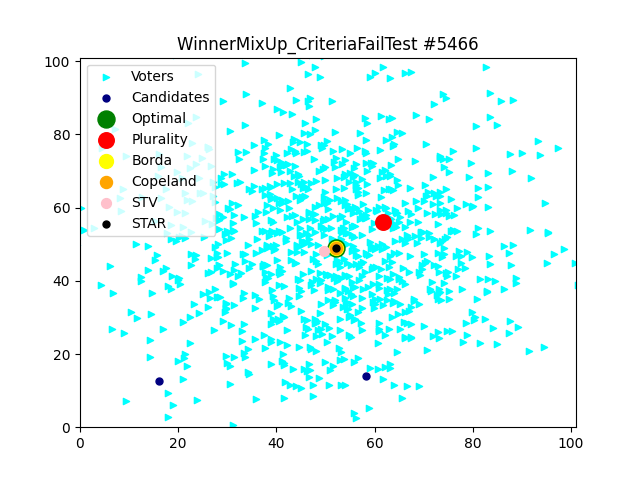 WinnerMixUp_CriteriaFailTest #5466
Voters
Candidates
Optimal
Plurality
Borda
Copeland
STV
STAR
100
80
60
40
20
0
0 20 40 60 80 100